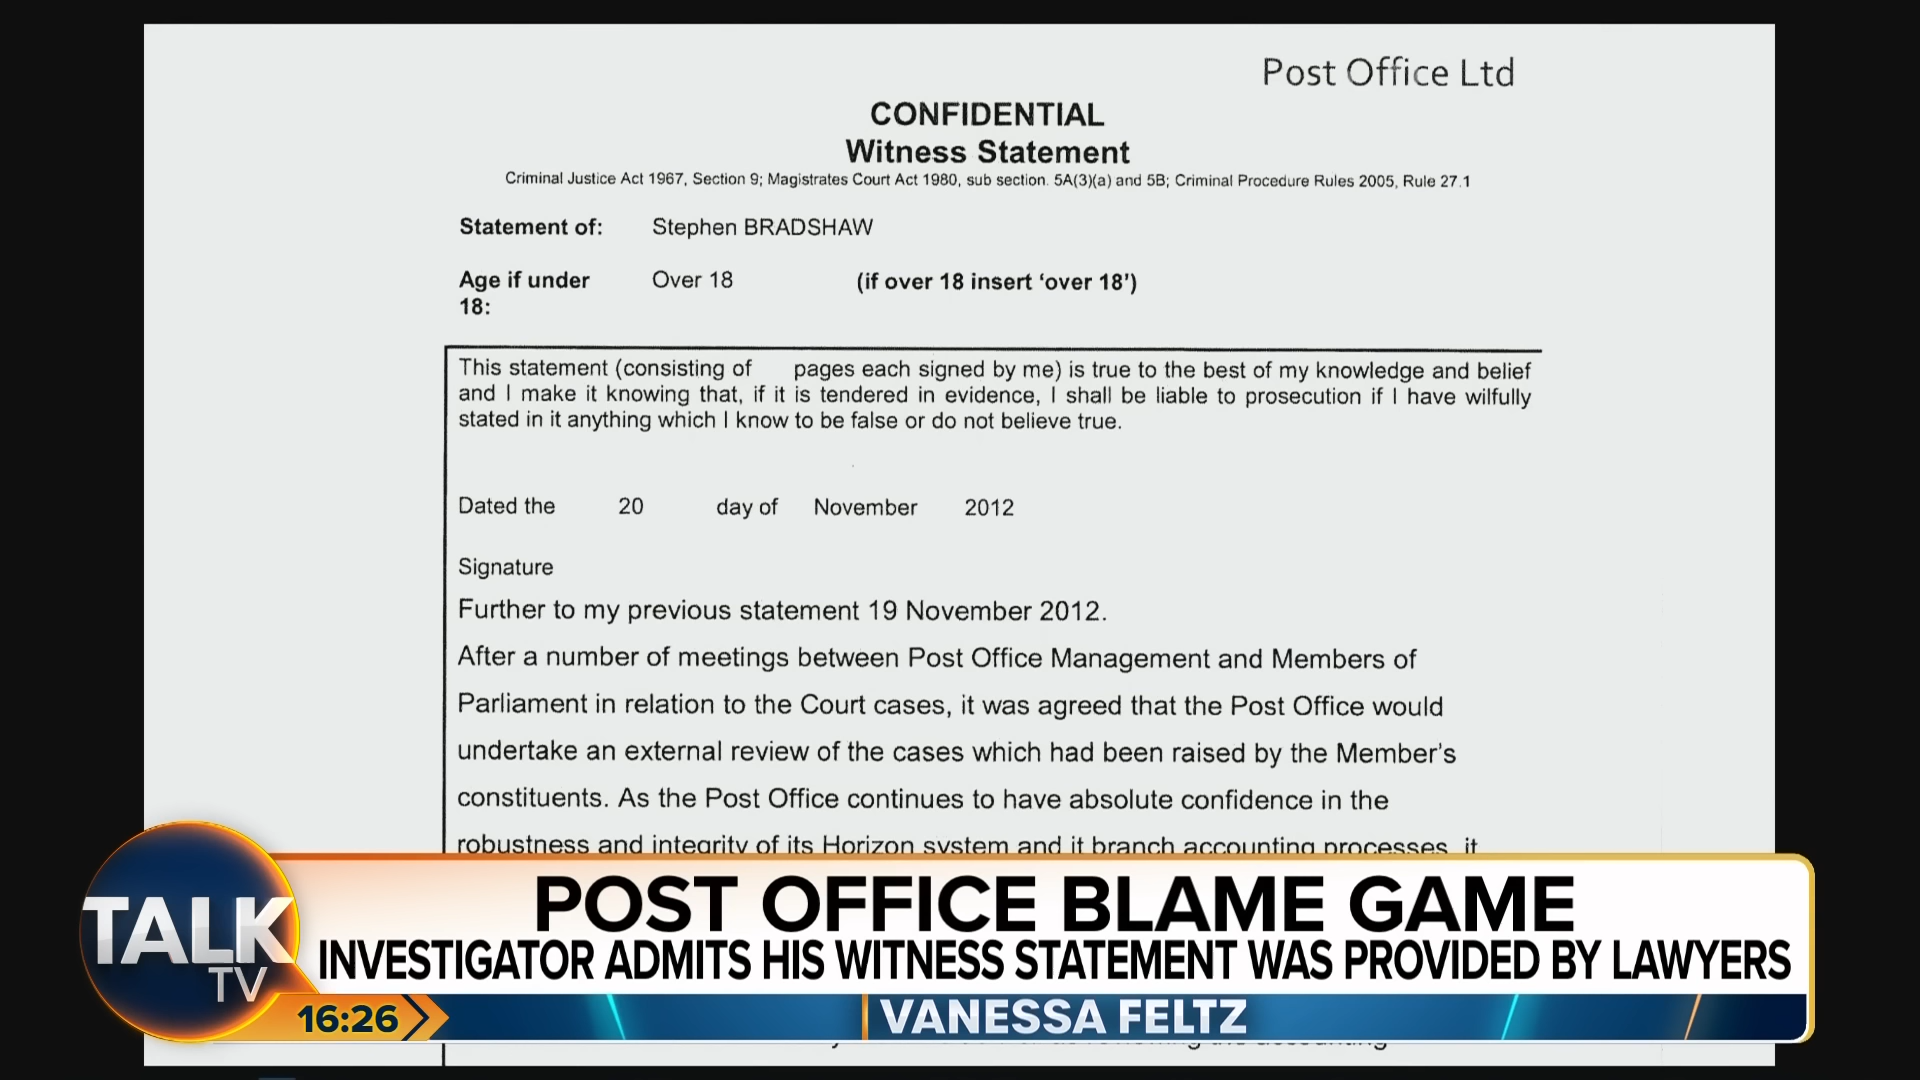 Post Office Ltd
CONFIDENTIAL
Witness Statement
Criminal Justice Act 1967, Section 9; Magistrates Court Act 1980, sub section. 5A(3)(a) and 5B; Criminal Procedure Rules 2005, Rule 27.1
Statement of: Stephen BRADSHAW
Age if under 18: Over 18 (if over 18 insert ‘over 18’)
This statement (consisting of pages each signed by me) is true to the best of my knowledge and belief
and I make it knowing that, if it is tendered in evidence, I shall be liable to prosecution if I have wilfully
stated in it anything which I know to be false or do not believe true.
Dated the 20 day of November 2012
Signature
Further to my previous statement 19 November 2012.
After a number of meetings between Post Office Management and Members of
Parliament in relation to the Court cases, it was agreed that the Post Office would
undertake an external review of the cases which had been raised by the Member’s
constituents. As the Post Office continues to have absolute confidence in the
robustness and integrity of its Horizon system and it branch accounting processes, it
POST OFFICE BLAME GAME
INVESTIGATOR ADMITS HIS WITNESS STATEMENT WAS PROVIDED BY LAWYERS
TALK
TV
16:26
VANESSA FELTZ